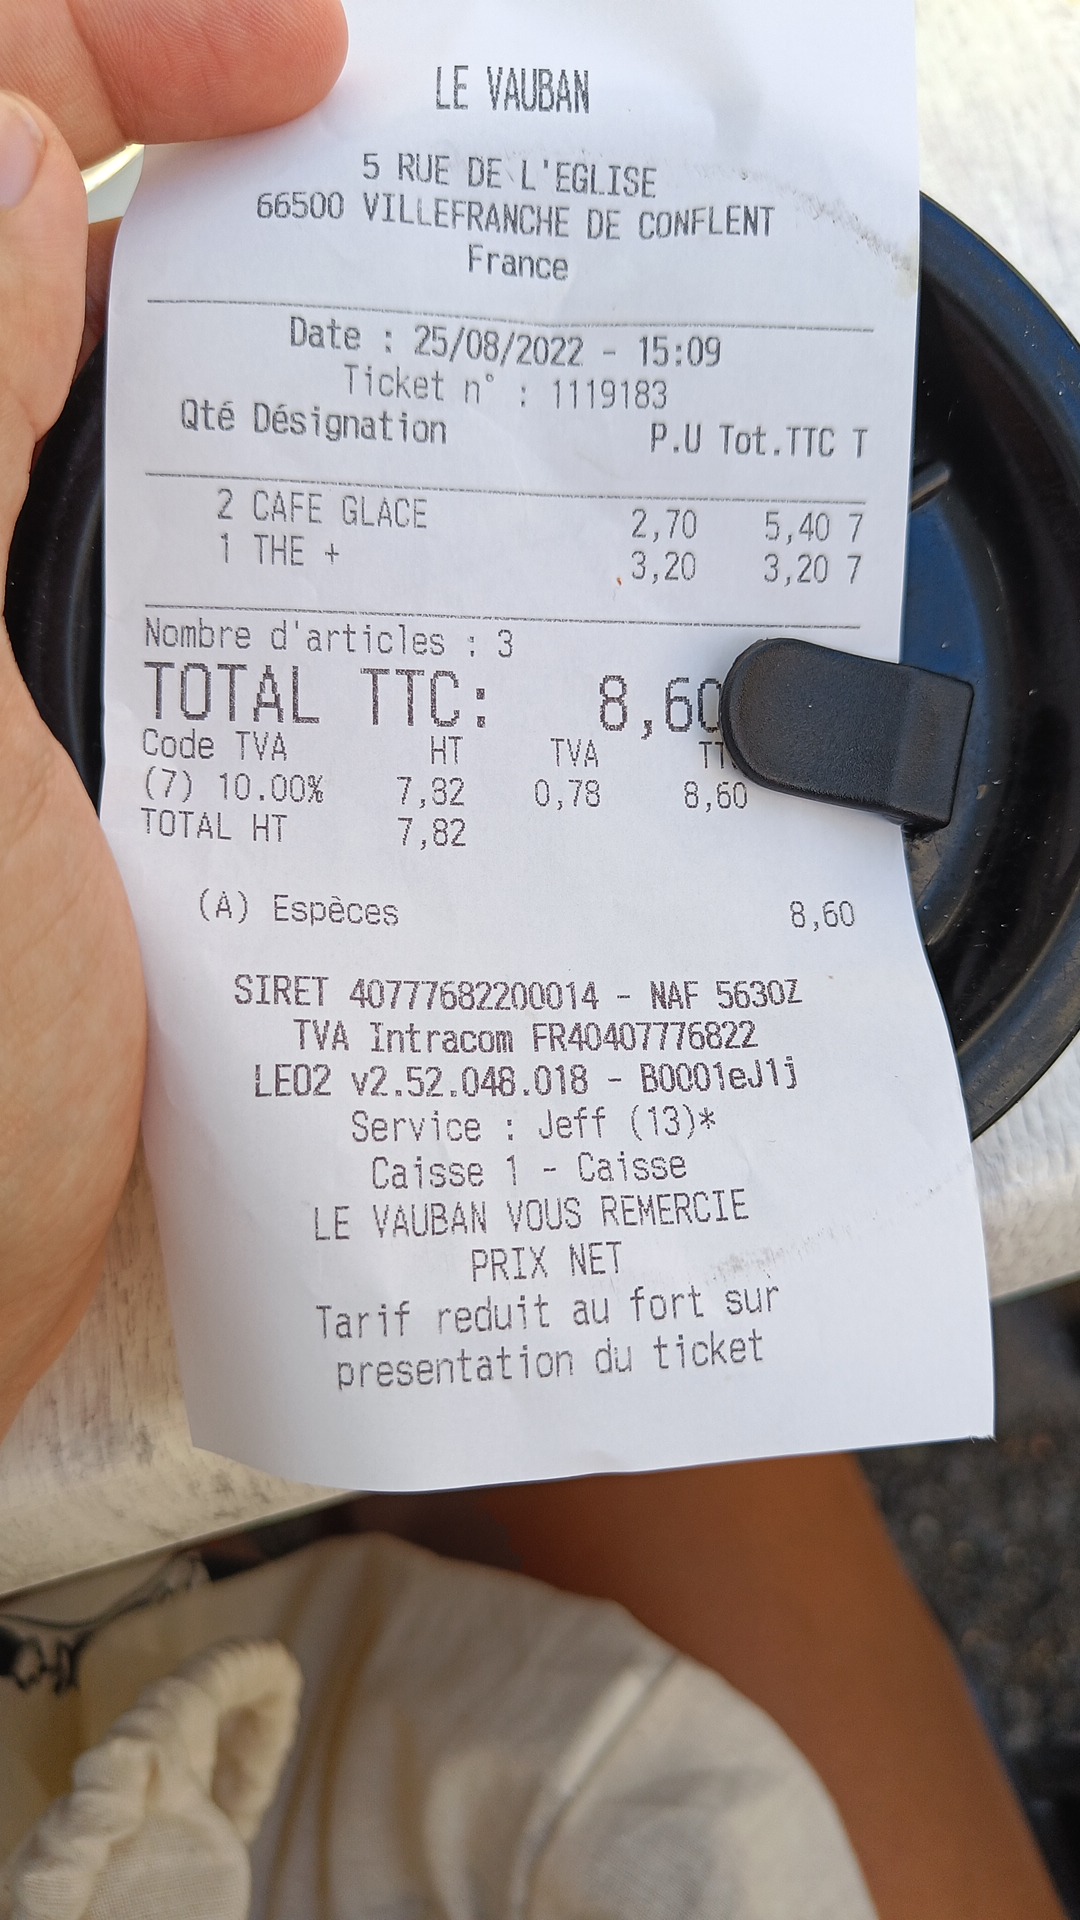 LE VAUBAN
5 RUE DE L'EGLISE
66500 VILLEFRANCHE DE CONFLENT
France
Date : 25/08/2022 - 15:09
Ticket n° : 1119183
Qté Désignation P.U Tot.TTC T
2 CAFE GLACE 2,70 5,40 7
1 THE + 3,20 3,20 7
Nombre d'articles : 3
TOTAL TTC: 8,60
Code TVA HT TVA
(7) 10.00% 7,82 0,78 8,60
TOTAL HT 7,82
(A) Espèces 8,60
SIRET 40777682200014 - NAF 5630Z
TVA Intracom FR40407776822
LEO2 v2.52.048.018 - B0001eJ1j
Service : Jeff (13)*
Caisse 1 - Caisse
LE VAUBAN VOUS REMERCIE
PRIX NET
Tarif reduit au fort sur
presentation du ticket